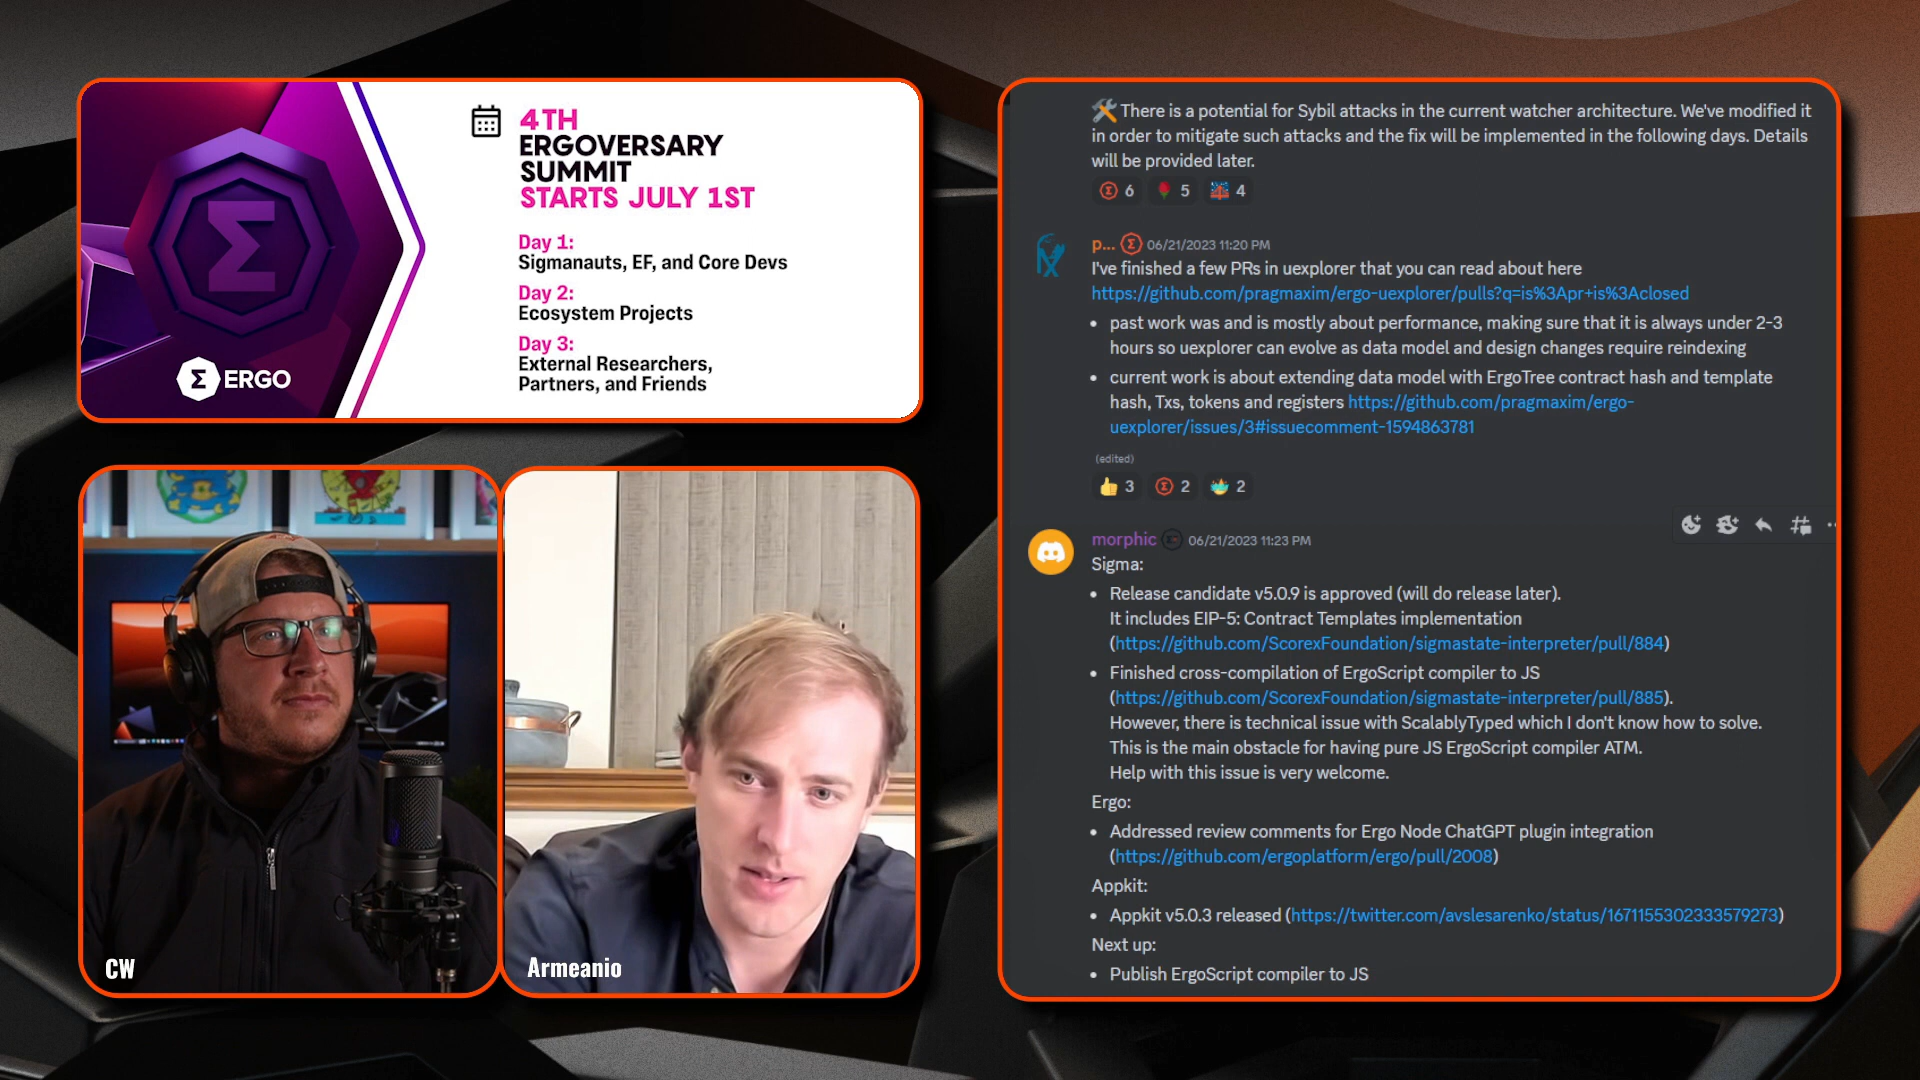 4TH
ERGOVERSARY
SUMMIT
STARTS JULY 1ST
Day 1:
Sigmanauts, EF, and Core Devs
Day 2:
Ecosystem Projects
Day 3:
External Researchers,
Partners, and Friends
Σ ERGO
CW
Armeanio
There is a potential for Sybil attacks in the current watcher architecture. We've modified it
in order to mitigate such attacks and the fix will be implemented in the following days. Details
will be provided later.
6 5 4
p... 06/21/2023 11:20 PM
I've finished a few PRs in uexplorer that you can read about here
https://github.com/pragmaxim/ergo-uexplorer/pulls?q=is%3Apr+is%3Aclosed
• past work was and is mostly about performance, making sure that it is always under 2-3
hours so uexplorer can evolve as data model and design changes require reindexing
• current work is about extending data model with ErgoTree contract hash and template
hash, Txs, tokens and registers https://github.com/pragmaxim/ergo-
uexplorer/issues/3#issuecomment-1594863781
(edited)
3 2 2
morphic 06/21/2023 11:23 PM
Sigma:
• Release candidate v5.0.9 is approved (will do release later).
It includes EIP-5: Contract Templates implementation
(https://github.com/ScorexFoundation/sigmastate-interpreter/pull/884)
• Finished cross-compilation of ErgoScript compiler to JS
(https://github.com/ScorexFoundation/sigmastate-interpreter/pull/885).
However, there is technical issue with ScalablyTyped which I don't know how to solve.
This is the main obstacle for having pure JS ErgoScript compiler ATM.
Help with this issue is very welcome.
Ergo:
• Addressed review comments for Ergo Node ChatGPT plugin integration
(https://github.com/ergoplatform/ergo/pull/2008)
Appkit:
• Appkit v5.0.3 released (https://twitter.com/avslesarenko/status/1671155302333579273)
Next up:
• Publish ErgoScript compiler to JS